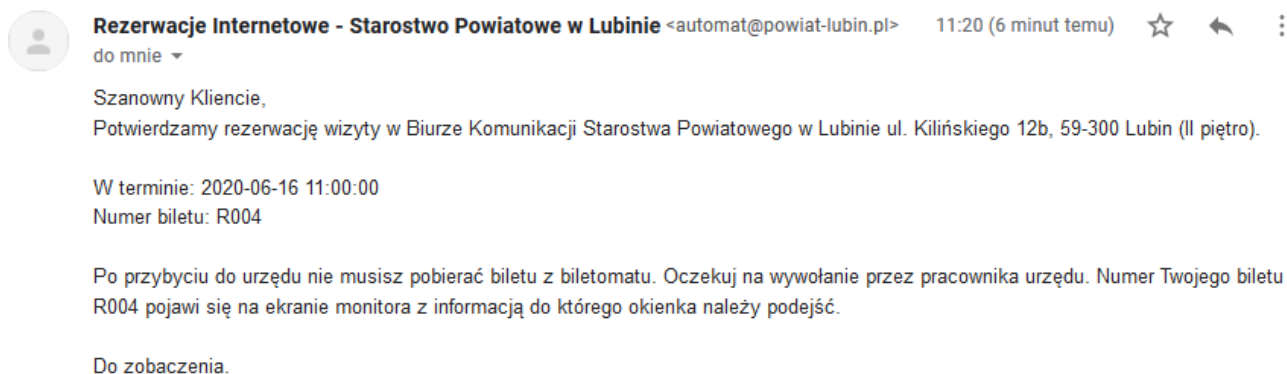 Rezerwacje Internetowe - Starostwo Powiatowe w Lubinie <automat@powiat-lubin.pl> 11:20 (6 minut temu)
do mnie
Szanowny Kliencie,
Potwierdzamy rezerwację wizyty w Biurze Komunikacji Starostwa Powiatowego w Lubinie ul. Kilińskiego 12b, 59-300 Lubin (II piętro).
W terminie: 2020-06-16 11:00:00
Numer biletu: R004
Po przybyciu do urzędu nie musisz pobierać biletu z biletomatu. Oczekuj na wywołanie przez pracownika urzędu. Numer Twojego biletu
R004 pojawi się na ekranie monitora z informacją do którego okienka należy podejść.
Do zobaczenia.